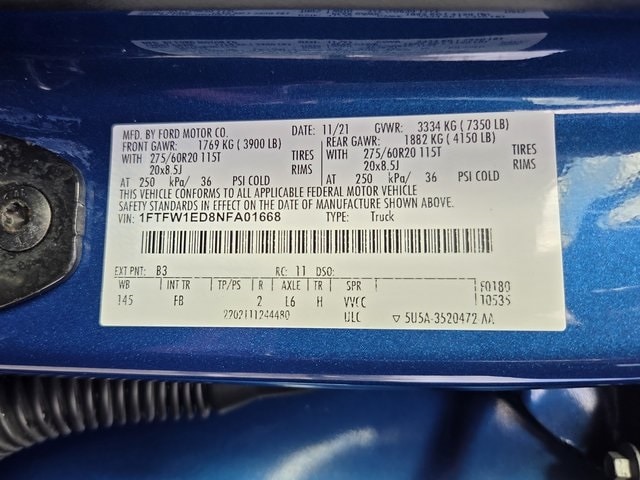 MFD. BY FORD MOTOR CO. DATE: 11/21 GVWR: 3334 KG ( 7350 LB)
FRONT GAWR: 1769 KG ( 3900 LB) REAR GAWR: 1882 KG ( 4150 LB)
WITH 275/60R20 115T TIRES WITH 275/60R20 115T TIRES
20x8.5J RIMS 20x8.5J RIMS
AT 250 kPa/ 36 PSI COLD AT 250 kPa/ 36 PSI COLD
THIS VEHICLE CONFORMS TO ALL APPLICABLE FEDERAL MOTOR VEHICLE
SAFETY STANDARDS IN EFFECT ON THE DATE OF MANUFACTURE SHOWN ABOVE.
VIN: 1FTFW1ED8NFA01668 TYPE: Truck
EXT PNT: B3 RC: 11 DSO:
WB INT TR TP/PS R AXLE TR SPR F0180
145 FB 2 L6 H VVCC 10535
2202111244480 ULC ▽ 5U5A-3520472-AA